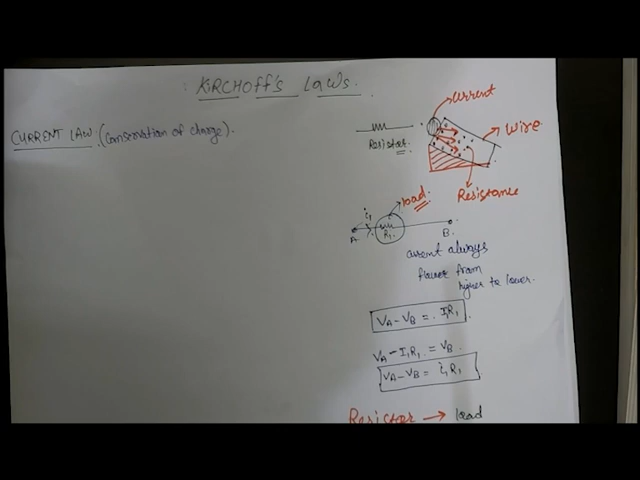 KIRCHOFF'S LAWS.
CURRENT LAW. (Conservation of charge).
current
Resistor
wire
Resistance
load.
i₁
A
R₁
B.
current always
flows from
higher to lower.
VA - VB = I₁R₁
VA - I₁R₁ = VB.
VA - VB = i₁R₁
Resistor → load